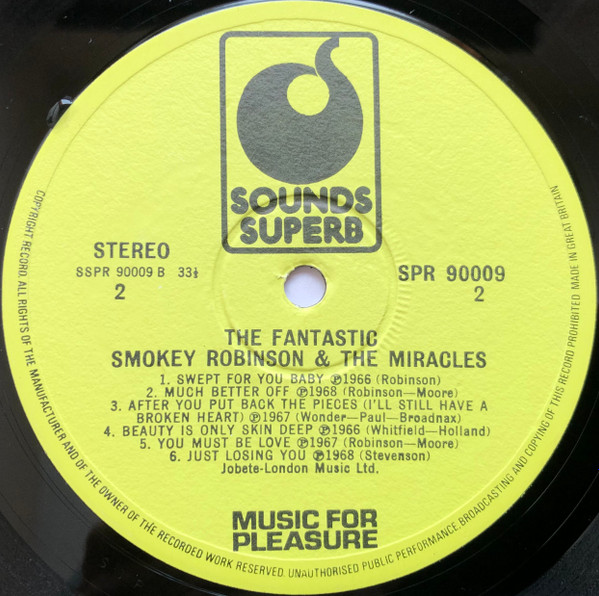 SOUNDS
SUPERB
STEREO
SSPR 90009 B 33⅓
2
SPR 90009
2
THE FANTASTIC
SMOKEY ROBINSON & THE MIRACLES
1. SWEPT FOR YOU BABY ℗1966 (Robinson)
2. MUCH BETTER OFF ℗1968 (Robinson—Moore)
3. AFTER YOU PUT BACK THE PIECES (I'LL STILL HAVE A
BROKEN HEART) ℗1967 (Wonder—Paul—Broadnax)
4. BEAUTY IS ONLY SKIN DEEP ℗1966 (Whitfield—Holland)
5. YOU MUST BE LOVE ℗1967 (Robinson—Moore)
6. JUST LOSING YOU ℗1968 (Stevenson)
Jobete-London Music Ltd.
MUSIC FOR
PLEASURE
COPYRIGHT RECORD. ALL RIGHTS OF THE MANUFACTURER AND OF THE OWNER OF THE RECORDED WORK RESERVED. UNAUTHORISED PUBLIC PERFORMANCE, BROADCASTING AND COPYING OF THIS RECORD PROHIBITED MADE IN GREAT BRITAIN